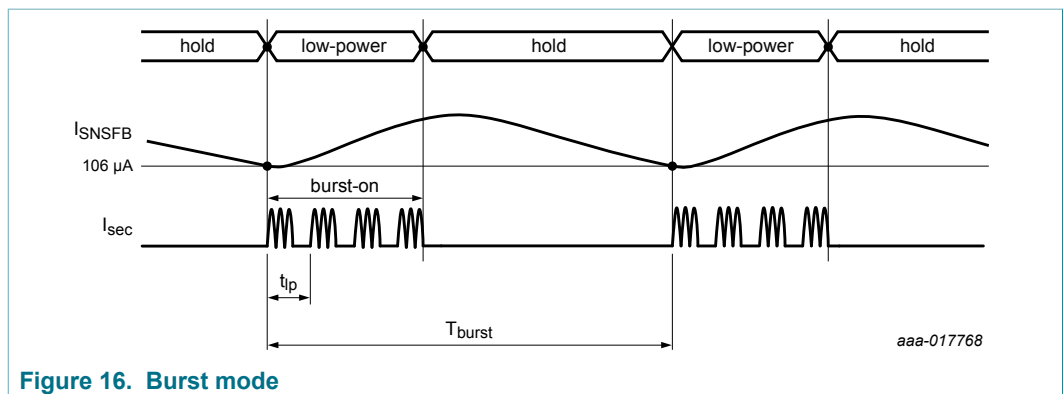 hold low-power hold low-power hold
ISNSFB
106 μA
burst-on
Isec
tlp
Tburst
aaa-017768
Figure 16. Burst mode